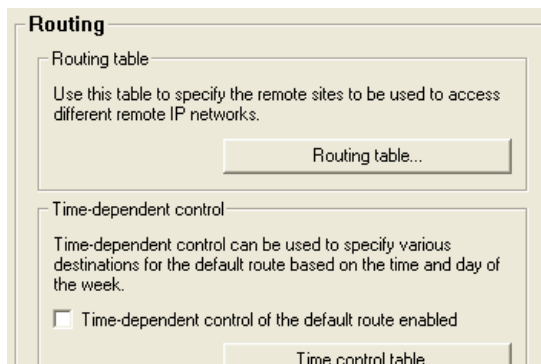 Routing
Routing table
Use this table to specify the remote sites to be used to access
different remote IP networks.
Routing table...
Time-dependent control
Time-dependent control can be used to specify various
destinations for the default route based on the time and day of
the week.
Time-dependent control of the default route enabled
Time control table